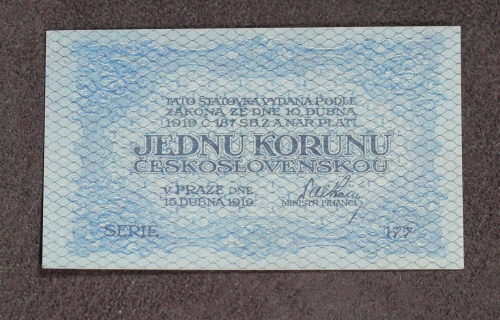 TATO STÁTOVKA VYDANÁ PODLE
ZÁKONA ZE DNE 10. DUBNA
1919 Č. 187 SB. Z. A NAŘ. PLATÍ
JEDNU KORUNU
ČESKOSLOVENSKOU
V PRAZE DNE
15. DUBNA 1919.
MINISTR FINANCÍ
SERIE
177